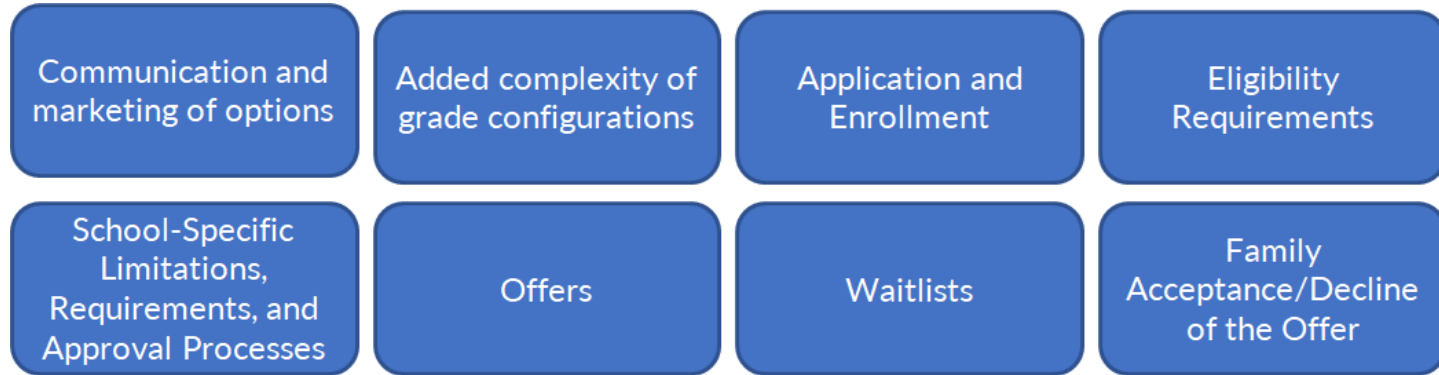 Communication and
marketing of options
Added complexity of
grade configurations
Application and
Enrollment
Eligibility
Requirements
School-Specific
Limitations,
Requirements, and
Approval Processes
Offers
Waitlists
Family
Acceptance/Decline
of the Offer